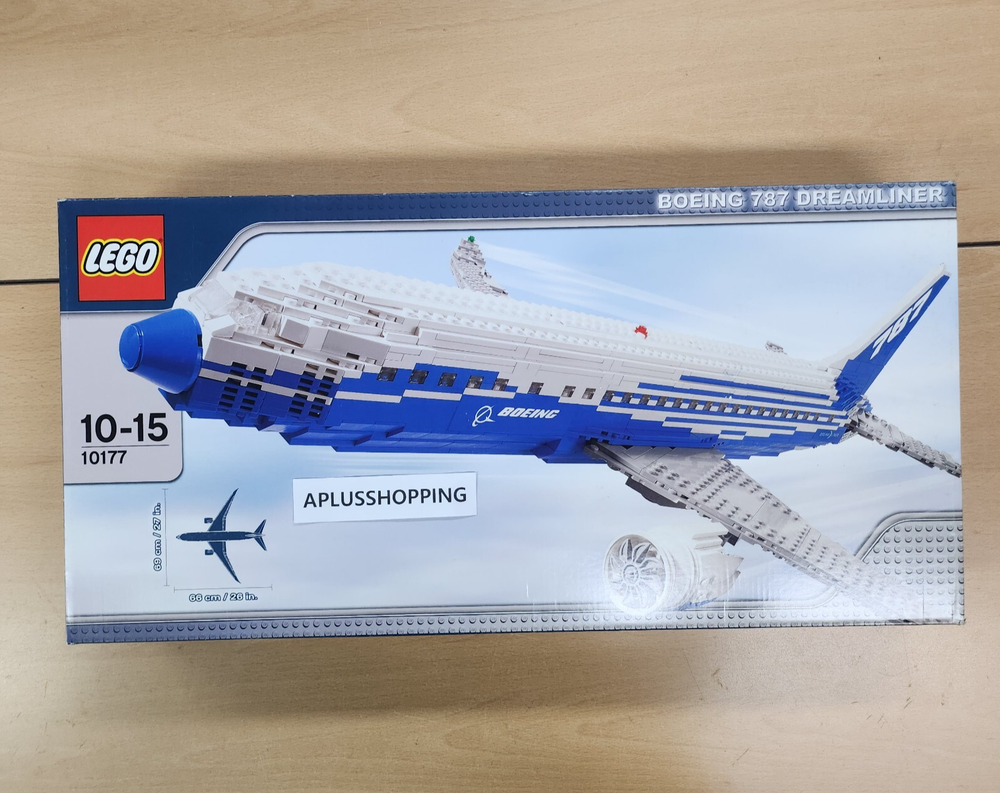 BOEING 787 DREAMLINER
LEGO
787
BOEING
10-15
10177
APLUSSHOPPING
69 cm / 27 in.
66 cm / 26 in.